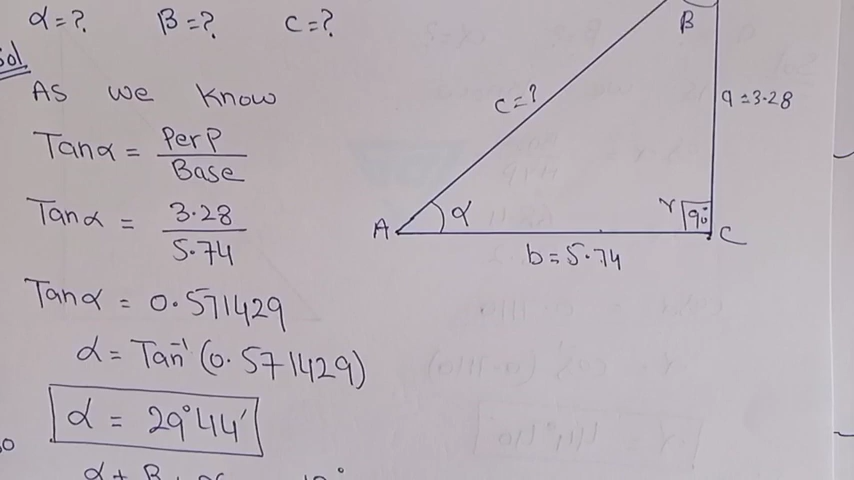 α=? β=? c=?
Sol
As we know
Tanα = Perp / Base
Tanα = 3.28 / 5.74
Tanα = 0.571429
α = Tan⁻¹ (0.571429)
α = 29°44'
α + β
β
c=?
a=3.28
A α
γ 90°
C
b=5.74